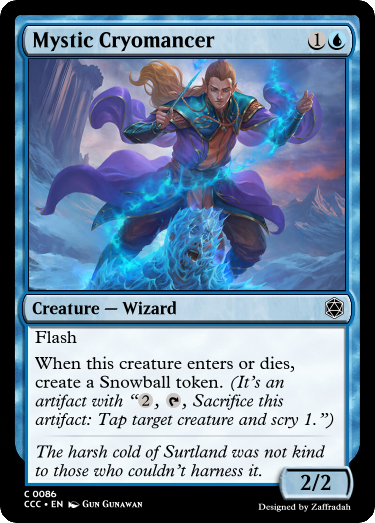 Mystic Cryomancer 1
Creature — Wizard
Flash
When this creature enters or dies,
create a Snowball token. (It's an
artifact with “2, , Sacrifice this
artifact: Tap target creature and scry 1.”)
The harsh cold of Surtland was not kind
to those who couldn't harness it.
2/2
C 0086
CCC • EN Gun Gunawan
Designed by Zaffradah